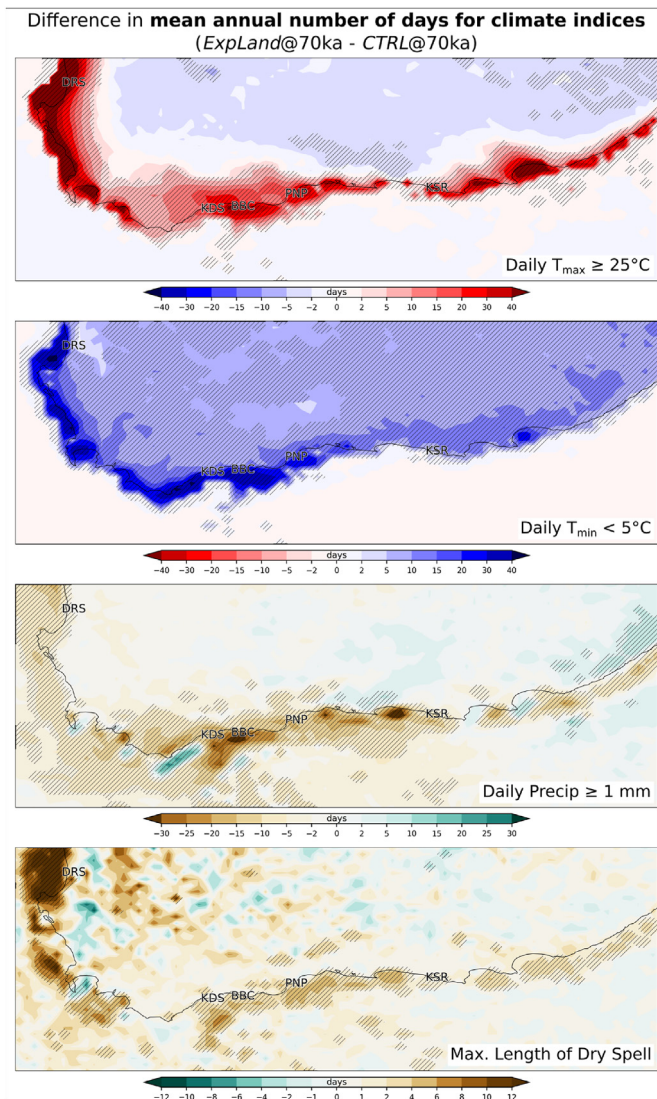 Difference in mean annual number of days for climate indices
(ExpLand@70ka - CTRL@70ka)
DRS
KDS BBC PNP KSR
Daily Tmax ≥ 25°C
days
−40 −20 −15 −10 −5 −2 0 2 5 10 15 20 30 40
DRS
KDS BBC PNP KSR
Daily Tmin < 5°C
days
−40 −30 −20 −15 −10 −5 −2 0 2 5 10 15 20 30 40
DRS
KDS BBC PNP KSR
Daily Precip ≥ 1 mm
days
−30 −25 −20 −15 −10 −5 −2 0 2 5 10 15 20 25 30
DRS
KDS BBC PNP KSR
Max. Length of Dry Spell
days
−12 −10 −8 −6 −4 −2 −1 0 1 2 4 6 8 10 12